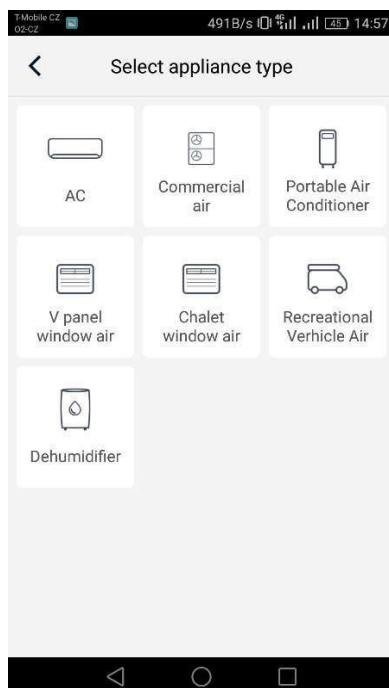 T-Mobile CZ
O2-CZ
491B/s 4G 45 14:57
Select appliance type
AC
Commercial
air
Portable Air
Conditioner
V panel
window air
Chalet
window air
Recreational
Verhicle Air
Dehumidifier